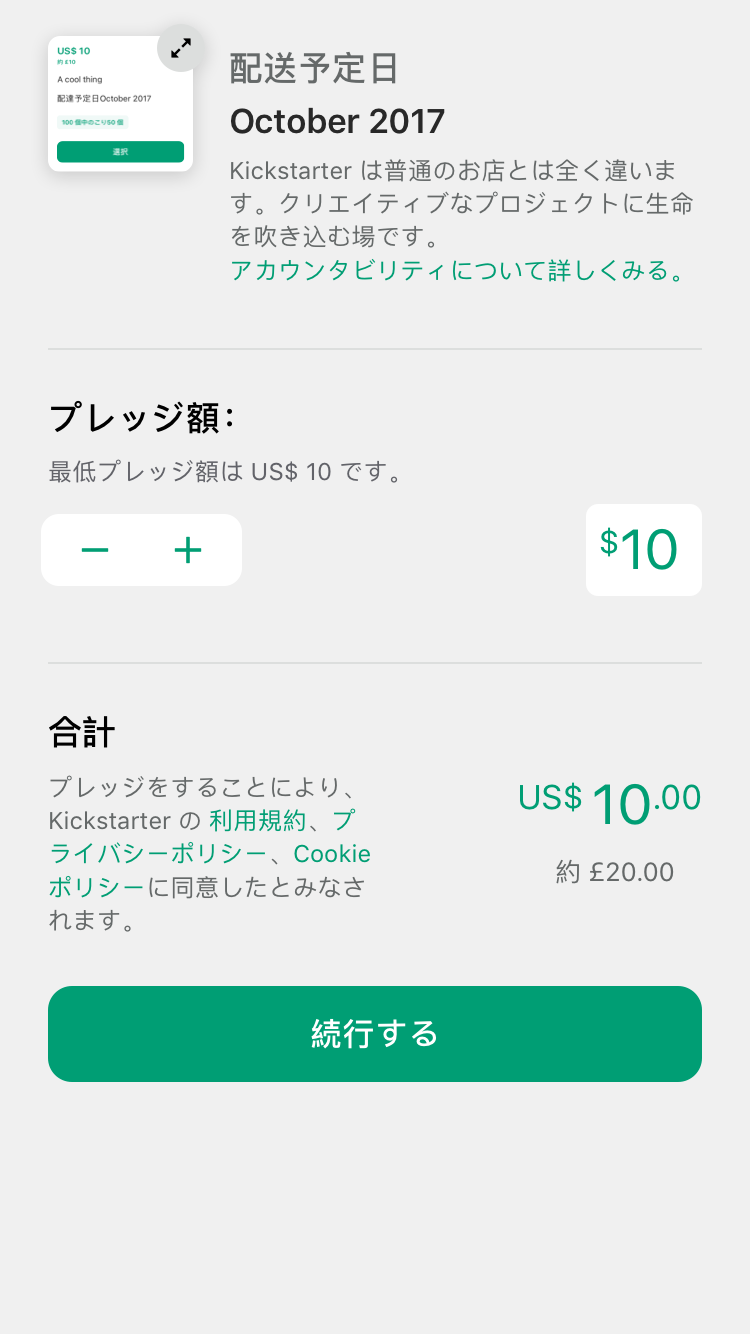 US$ 10
約 £10
A cool thing
配達予定日October 2017
100 個中のこり50 個
選択
配送予定日
October 2017
Kickstarter は普通のお店とは全く違いま
す。クリエイティブなプロジェクトに生命
を吹き込む場です。
アカウンタビリティについて詳しくみる。
プレッジ額:
最低プレッジ額は US$ 10 です。
$10
合計
プレッジをすることにより、
Kickstarter の 利用規約、プ
ライバシーポリシー、Cookie
ポリシーに同意したとみなさ
れます。
US$ 10.00
約 £20.00
続行する